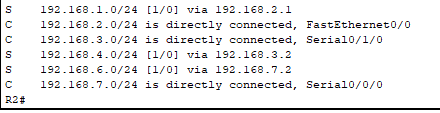 S 192.168.1.0/24 [1/0] via 192.168.2.1
C 192.168.2.0/24 is directly connected, FastEthernet0/0
C 192.168.3.0/24 is directly connected, Serial0/1/0
S 192.168.4.0/24 [1/0] via 192.168.3.2
S 192.168.6.0/24 [1/0] via 192.168.7.2
C 192.168.7.0/24 is directly connected, Serial0/0/0
R2#